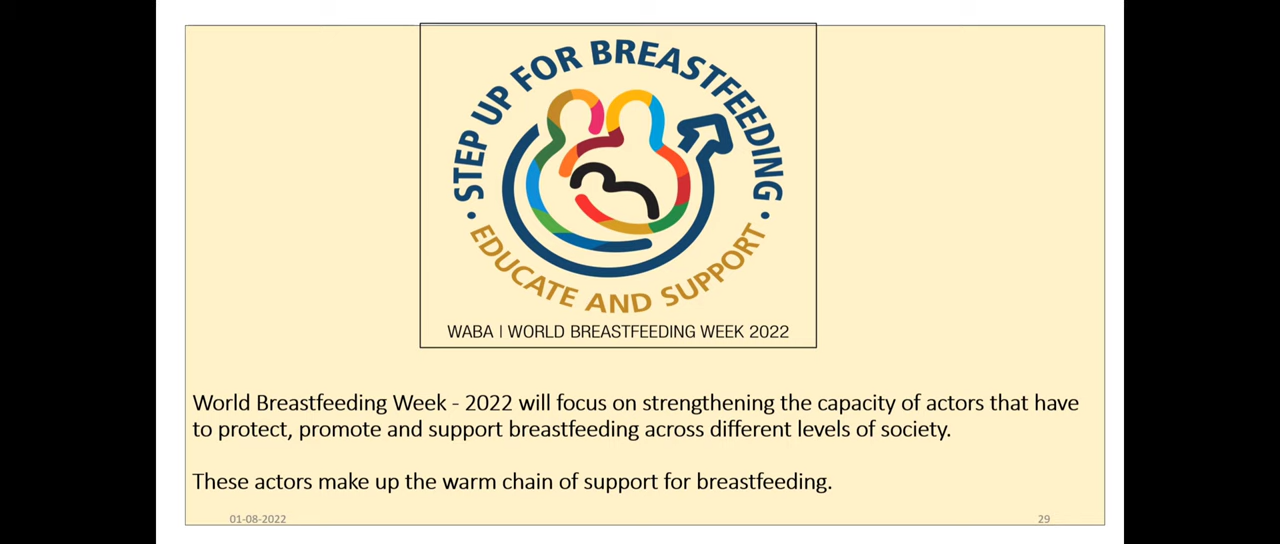 STEP UP FOR BREASTFEEDING
• EDUCATE AND SUPPORT •
WABA | WORLD BREASTFEEDING WEEK 2022
World Breastfeeding Week - 2022 will focus on strengthening the capacity of actors that have
to protect, promote and support breastfeeding across different levels of society.
These actors make up the warm chain of support for breastfeeding.
01-08-2022
29